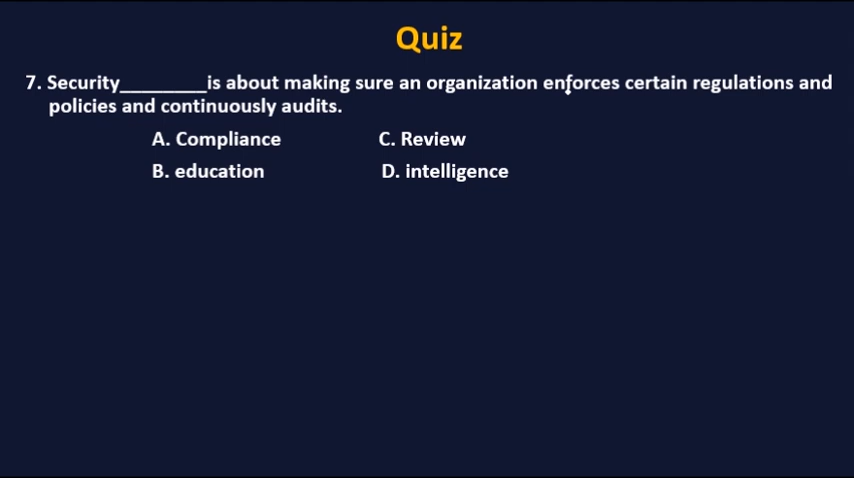 Quiz
7. Security________is about making sure an organization enforces certain regulations and
policies and continuously audits.
A. Compliance C. Review
B. education D. intelligence